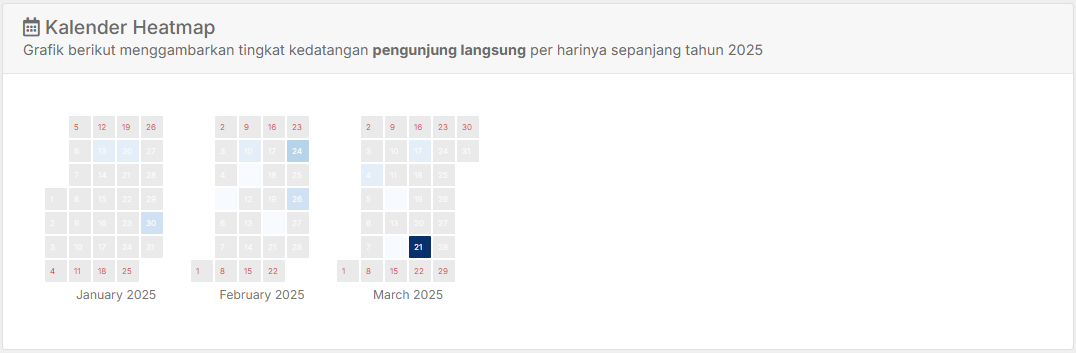 Kalender Heatmap
Grafik berikut menggambarkan tingkat kedatangan pengunjung langsung per harinya sepanjang tahun 2025
5 12 19 26 2 9 16 23 2 9 16 23 30
6 13 20 27 3 10 17 24 3 10 17 24 31
7 14 21 28 4 18 25 4 11 18 25
1 8 15 22 29 12 19 26 5 19 26
2 9 16 23 30 6 13 27 6 13 20 27
3 10 17 24 31 7 14 21 28 7 21 28
4 11 18 25 1 8 15 22 1 8 15 22 29
January 2025 February 2025 March 2025